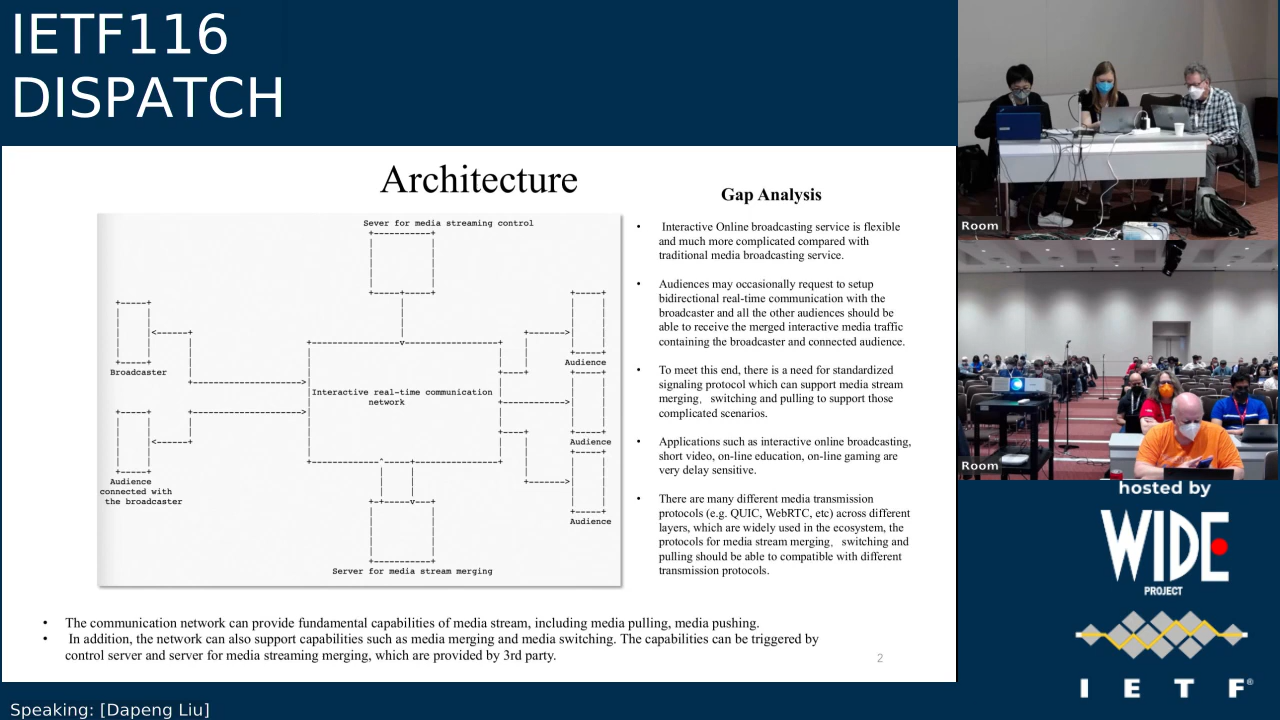 IETF116
DISPATCH
Architecture
Sever for media streaming control
Broadcaster
Interactive real-time communication
network
Audience
Audience
Audience
Audience
connected with
the broadcaster
Server for media stream merging
Gap Analysis
• Interactive Online broadcasting service is flexible
and much more complicated compared with
traditional media broadcasting service.
• Audiences may occasionally request to setup
bidirectional real-time communication with the
broadcaster and all the other audiences should be
able to receive the merged interactive media traffic
containing the broadcaster and connected audience.
• To meet this end, there is a need for standardized
signaling protocol which can support media stream
merging，switching and pulling to support those
complicated scenarios.
• Applications such as interactive online broadcasting,
short video, on-line education, on-line gaming are
very delay sensitive.
• There are many different media transmission
protocols (e.g. QUIC, WebRTC, etc) across different
layers, which are widely used in the ecosystem, the
protocols for media stream merging，switching and
pulling should be able to compatible with different
transmission protocols.
• The communication network can provide fundamental capabilities of media stream, including media pulling, media pushing.
• In addition, the network can also support capabilities such as media merging and media switching. The capabilities can be triggered by
control server and server for media streaming merging, which are provided by 3rd party.
2
Speaking: [Dapeng Liu]
Room
Room
hosted by
WIDE
PROJECT
I E T F®